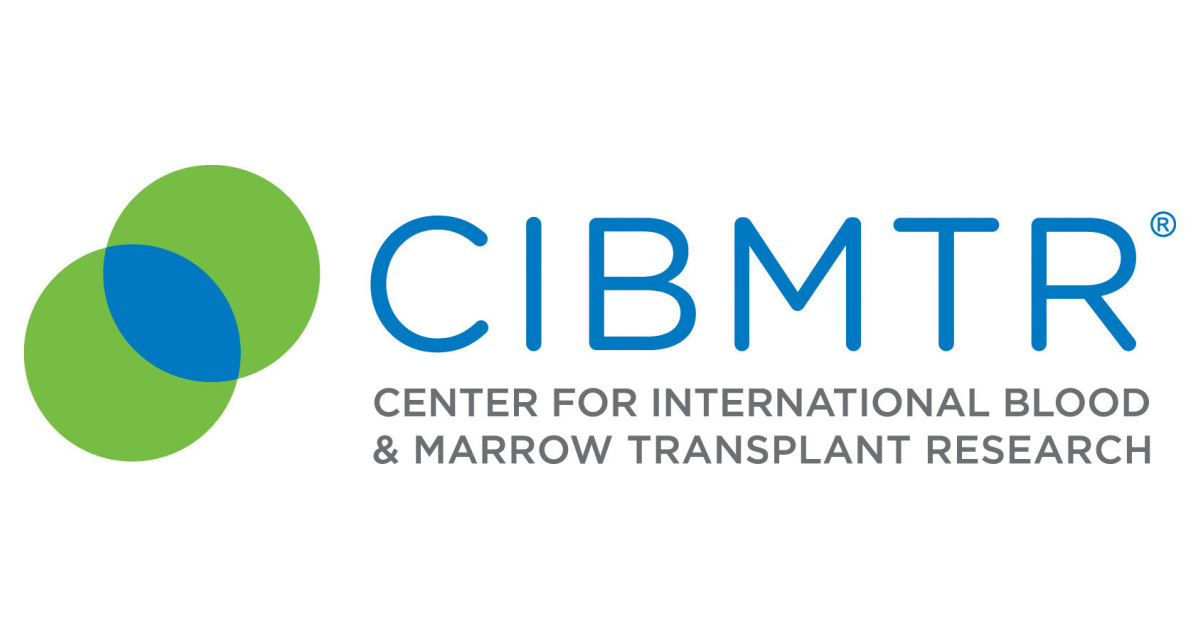 CIBMTR®
CENTER FOR INTERNATIONAL BLOOD
& MARROW TRANSPLANT RESEARCH